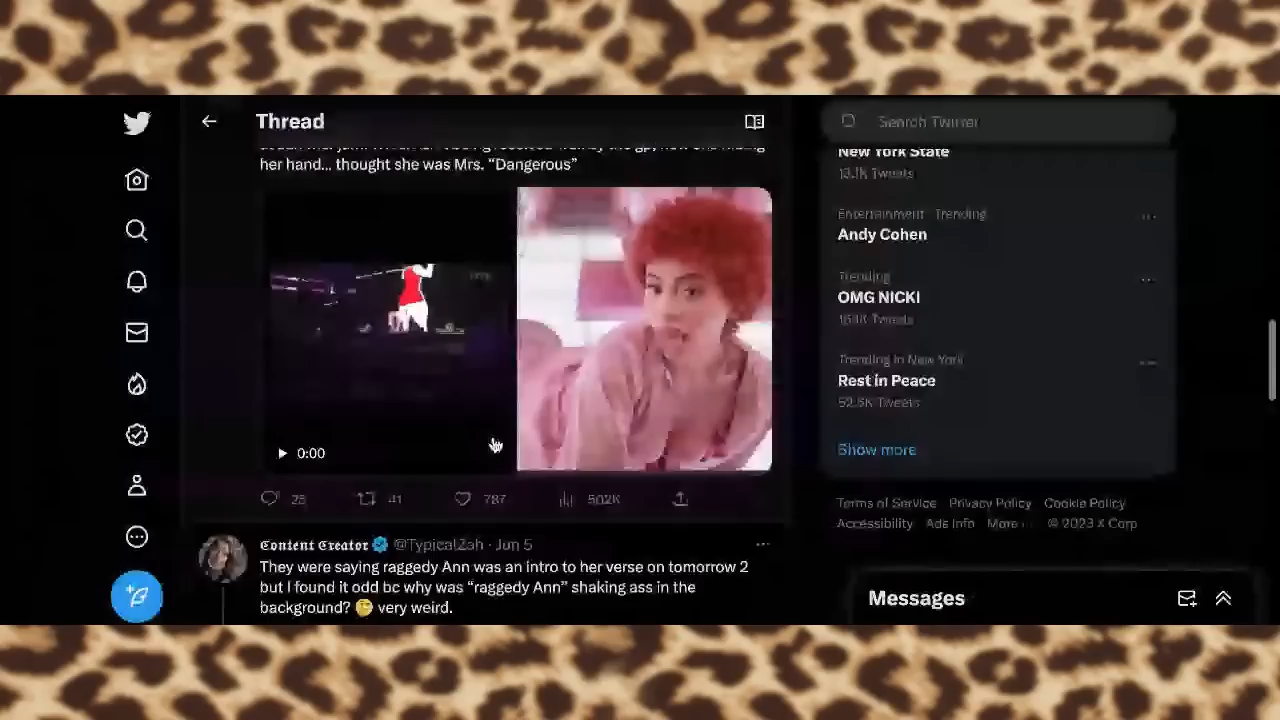 Thread
her hand... thought she was Mrs. “Dangerous”
0:00
23 41 787 502K
Content Creator @TypicalZah · Jun 5
They were saying raggedy Ann was an intro to her verse on tomorrow 2
but I found it odd bc why was “raggedy Ann” shaking ass in the
background? 🤔 very weird.
Search Twitter
New York State
13.1K Tweets
Entertainment · Trending
Andy Cohen
Trending
OMG NICKI
Tweets
Trending in New York
Rest in Peace
52.5K Tweets
Show more
Terms of Service Privacy Policy Cookie Policy
Accessibility Ads Info More ... © 2023 X Corp
Messages